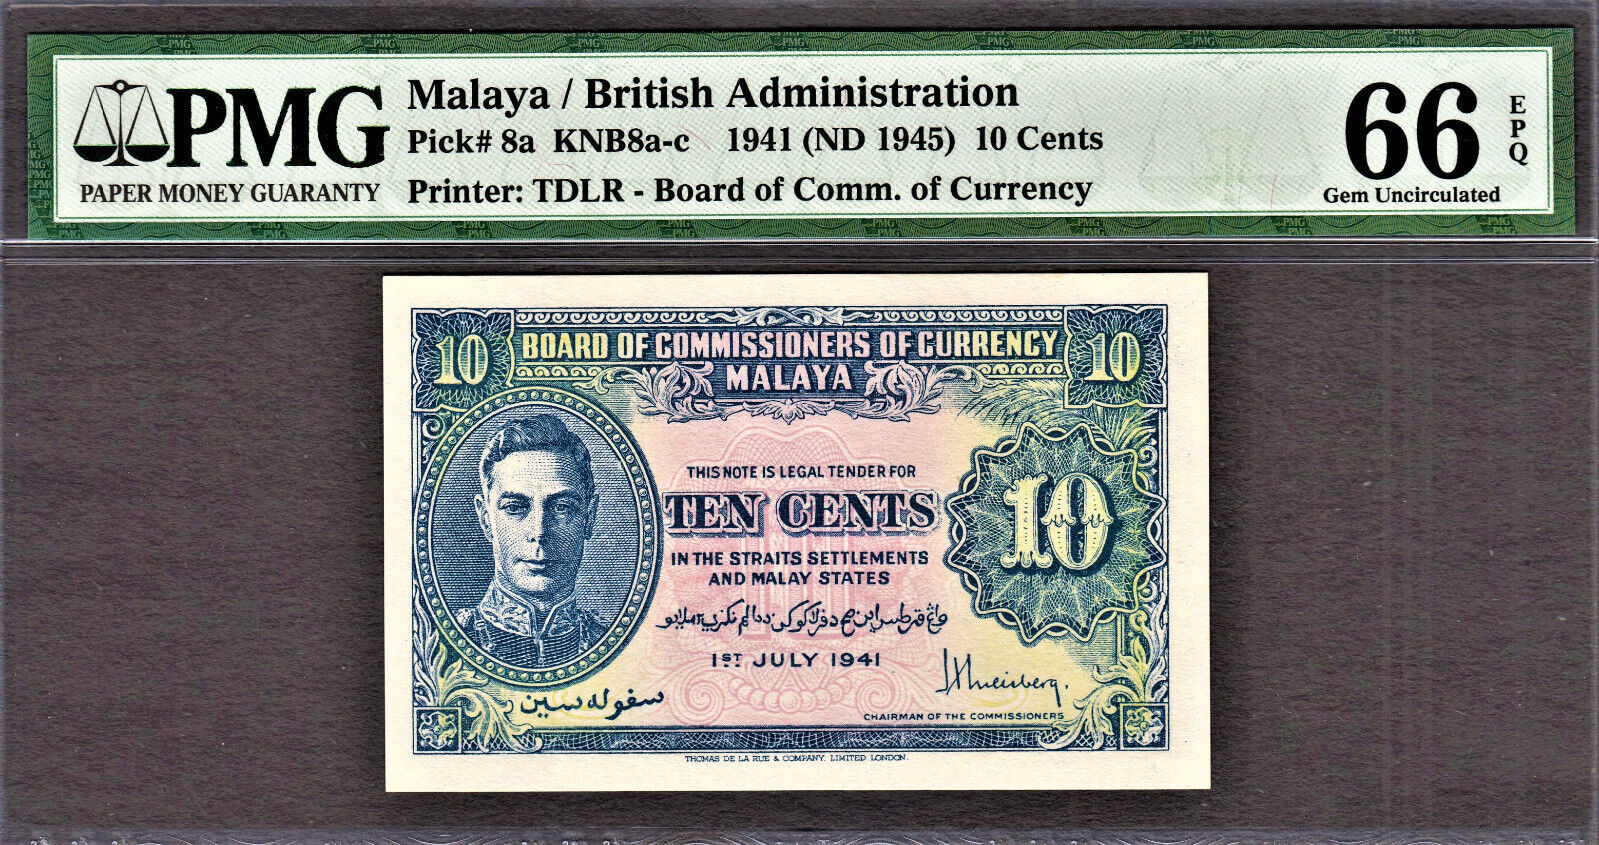 PMG
PAPER MONEY GUARANTY
Malaya / British Administration
Pick# 8a KNB8a-c 1941 (ND 1945) 10 Cents
Printer: TDLR - Board of Comm. of Currency
66
EPQ
Gem Uncirculated
10 BOARD OF COMMISSIONERS OF CURRENCY 10
MALAYA
THIS NOTE IS LEGAL TENDER FOR
TEN CENTS
10
IN THE STRAITS SETTLEMENTS
AND MALAY STATES
1ST JULY 1941
سفوله سين
CHAIRMAN OF THE COMMISSIONERS
THOMAS DE LA RUE & COMPANY, LIMITED LONDON.